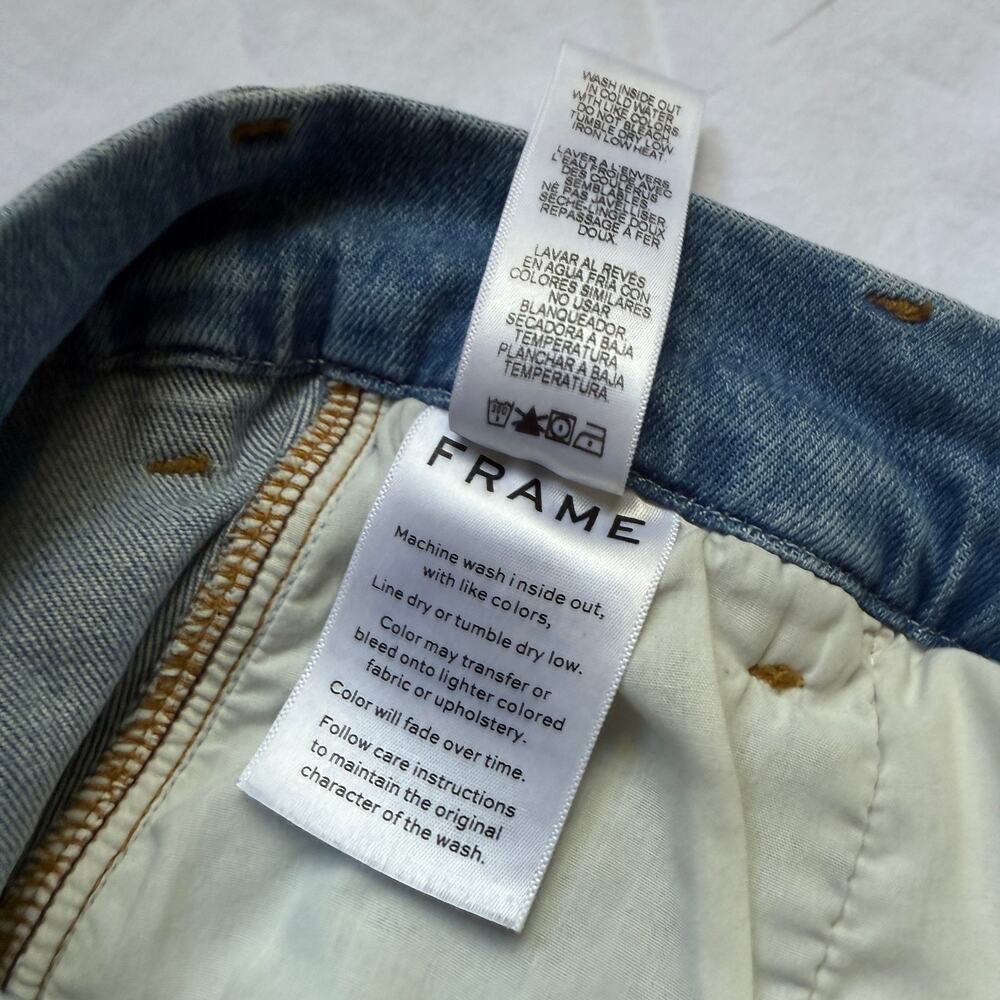 WASH INSIDE OUT
IN COLD WATER
WITH LIKE COLORS
DO NOT BLEACH
TUMBLE DRY LOW
IRON LOW HEAT.
LAVER A L'ENVERS
L'EAU FROIDE AVEC
DES COULERUS
SEMBLABLES
NE PAS JAVELLISER
SECHE-LINGE DOUX
REPASSAGE A FER
DOUX.
LAVAR AL REVÉS
EN AGUA FRIA CON
COLORES SIMILARES
NO USAR
BLANQUEADOR,
SECADORA A BAJA
TEMPERATURA
PLANCHAR A BAJA
TEMPERATURA.
FRAME
Machine wash inside out,
with like colors,
Line dry or tumble dry low.
Color may transfer or
bleed onto lighter colored
fabric or upholstery.
Color will fade over time.
Follow care instructions
to maintain the original
character of the wash.